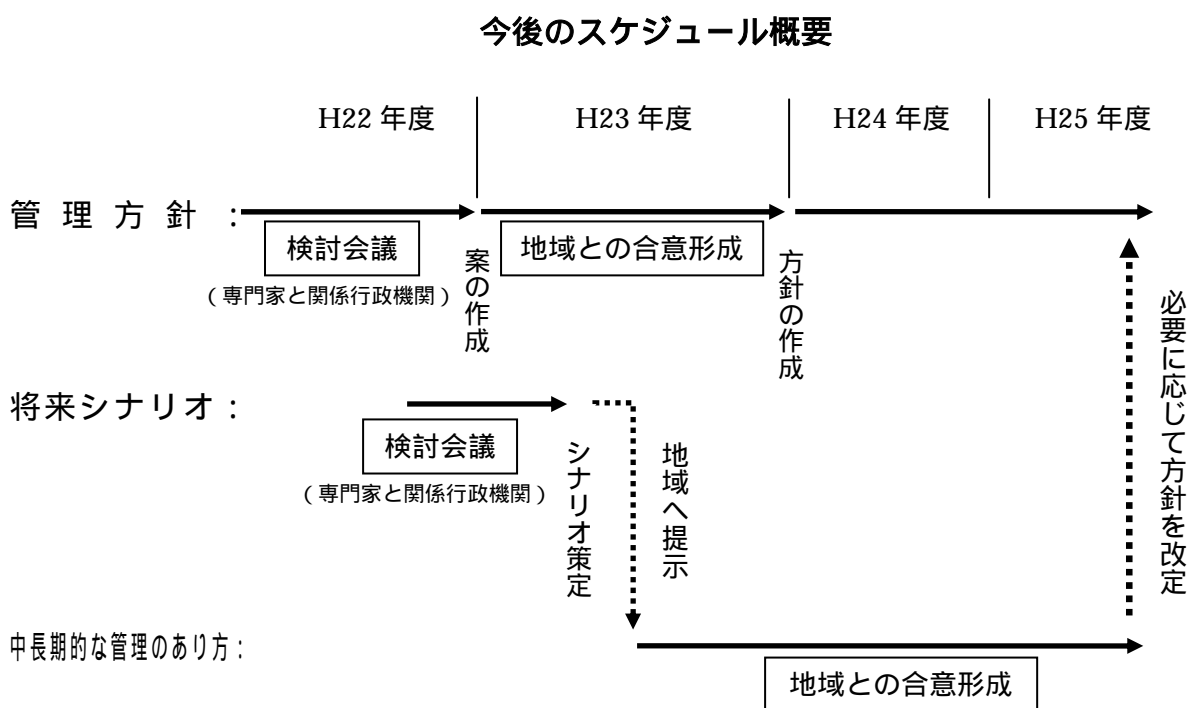 今後のスケジュール概要
H22 年度
H23 年度
H24 年度
H25 年度
管 理 方 針 :
検討会議
(専門家と関係行政機関)
案の作成
地域との合意形成
方針の作成
必要に応じて方針を改定
将来シナリオ:
検討会議
(専門家と関係行政機関)
シナリオ策定
地域へ提示
中長期的な管理のあり方:
地域との合意形成